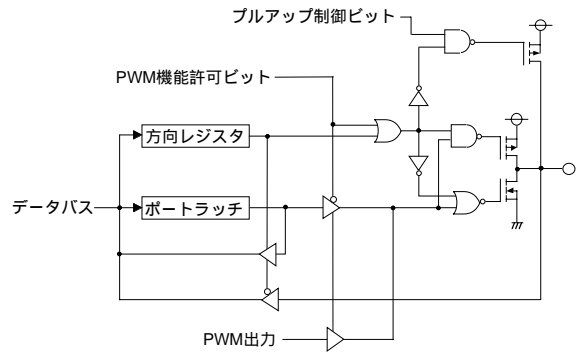 プルアップ制御ビット
PWM機能許可ビット
方向レジスタ
データバス
ポートラッチ
PWM出力